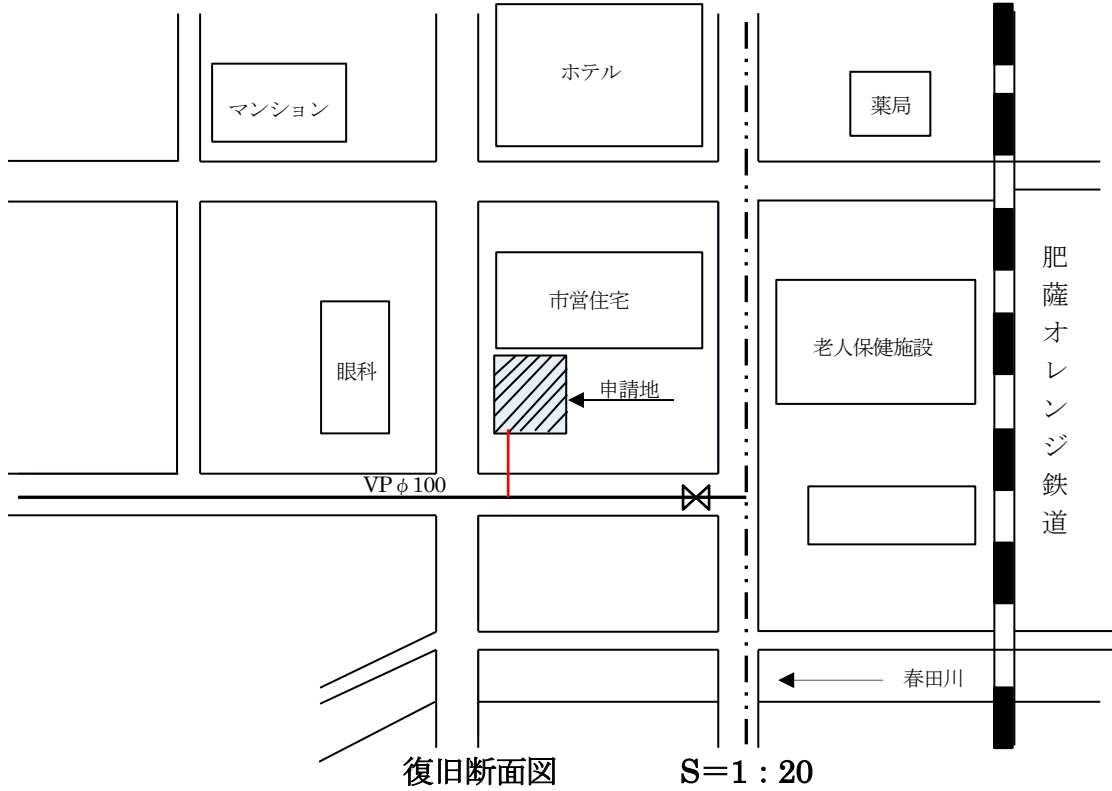 ホテル
マンション
薬局
肥薩オレンジ鉄道
市営住宅
老人保健施設
眼科
申請地
VPφ100
春田川
復旧断面図 S=1:20